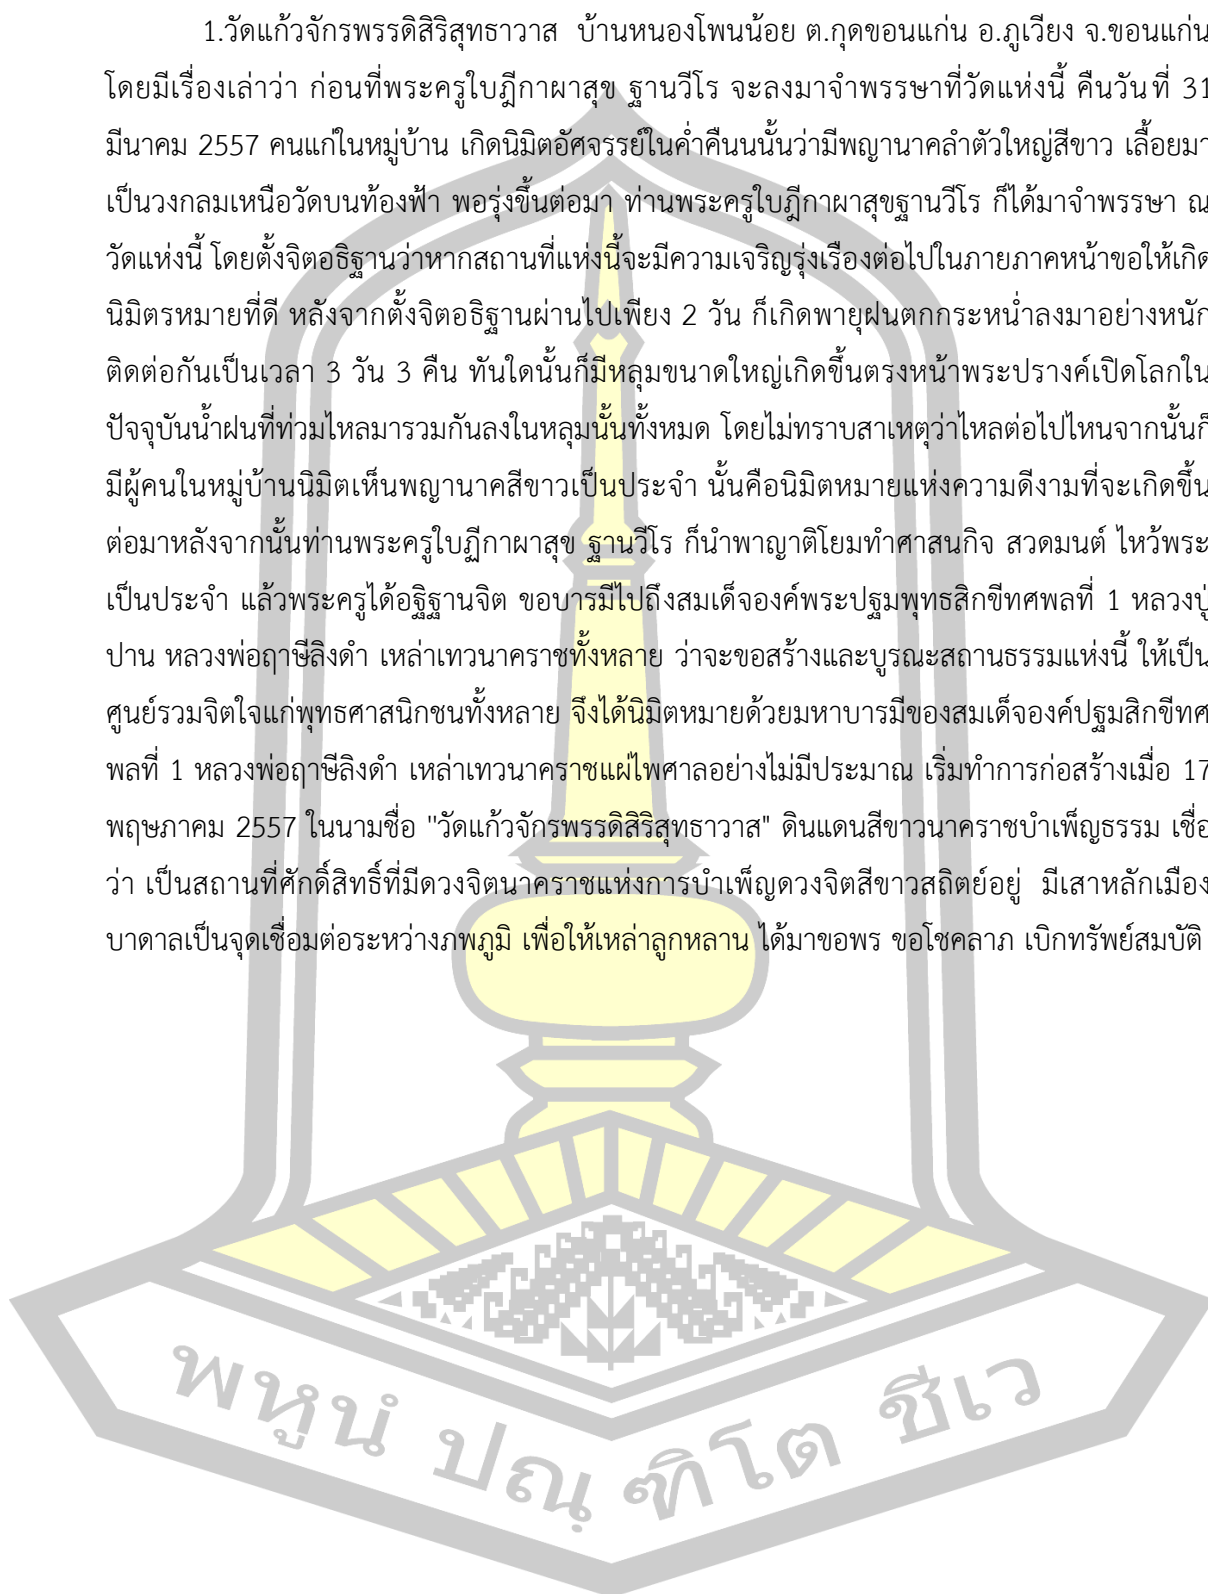 1.วัดแก้วจักรพรรดิสิริสุทธาวาส  บ้านหนองโพนน้อย ต.กุดขอนแก่น อ.ภูเวียง จ.ขอนแก่น
โดยมีเรื่องเล่าว่า ก่อนที่พระครูใบฎีกาผาสุข ฐานวีโร จะลงมาจำพรรษาที่วัดแห่งนี้ คืนวันที่ 31
มีนาคม 2557 คนแก่ในหมู่บ้าน เกิดนิมิตอัศจรรย์ในค่ำคืนนนั้นว่ามีพญานาคลำตัวใหญ่สีขาว เลื้อยมา
เป็นวงกลมเหนือวัดบนท้องฟ้า พอรุ่งขึ้นต่อมา ท่านพระครูใบฎีกาผาสุขฐานวีโร ก็ได้มาจำพรรษา ณ
วัดแห่งนี้ โดยตั้งจิตอธิฐานว่าหากสถานที่แห่งนี้จะมีความเจริญรุ่งเรืองต่อไปในภายภาคหน้าขอให้เกิด
นิมิตรหมายที่ดี หลังจากตั้งจิตอธิฐานผ่านไปเพียง 2 วัน ก็เกิดพายุฝนตกกระหน่ำลงมาอย่างหนัก
ติดต่อกันเป็นเวลา 3 วัน 3 คืน ทันใดนั้นก็มีหลุมขนาดใหญ่เกิดขึ้นตรงหน้าพระปรางค์เปิดโลกใน
ปัจจุบันน้ำฝนที่ท่วมไหลมารวมกันลงในหลุมนั้นทั้งหมด โดยไม่ทราบสาเหตุว่าไหลต่อไปไหนจากนั้นก็
มีผู้คนในหมู่บ้านนิมิตเห็นพญานาคสีขาวเป็นประจำ นั้นคือนิมิตหมายแห่งความดีงามที่จะเกิดขึ้น
ต่อมาหลังจากนั้นท่านพระครูใบฏีกาผาสุข ฐานวีโร ก็นำพาญาติโยมทำศาสนกิจ สวดมนต์ ไหว้พระ
เป็นประจำ แล้วพระครูได้อฐิฐานจิต ขอบารมีไปถึงสมเด็จองค์พระปฐมพุทธสิกขีทศพลที่ 1 หลวงปู่
ปาน หลวงพ่อฤาษีลิงดำ เหล่าเทวนาคราชทั้งหลาย ว่าจะขอสร้างและบูรณะสถานธรรมแห่งนี้ ให้เป็น
ศูนย์รวมจิตใจแก่พุทธศาสนิกชนทั้งหลาย จึงได้นิมิตหมายด้วยมหาบารมีของสมเด็จองค์ปฐมสิกขีทศ
พลที่ 1 หลวงพ่อฤาษีลิงดำ เหล่าเทวนาคราชแผ่ไพศาลอย่างไม่มีประมาณ เริ่มทำการก่อสร้างเมื่อ 17
พฤษภาคม 2557 ในนามชื่อ "วัดแก้วจักรพรรดิสิริสุทธาวาส" ดินแดนสีขาวนาคราชบำเพ็ญธรรม เชื่อ
ว่า เป็นสถานที่ศักดิ์สิทธิ์ที่มีดวงจิตนาคราชแห่งการบำเพ็ญดวงจิตสีขาวสถิตย์อยู่  มีเสาหลักเมือง
บาดาลเป็นจุดเชื่อมต่อระหว่างภพภูมิ เพื่อให้เหล่าลูกหลาน ได้มาขอพร ขอโชคลาภ เบิกทรัพย์สมบัติ
พหูนํ ปณฺฑิโต ชีเว